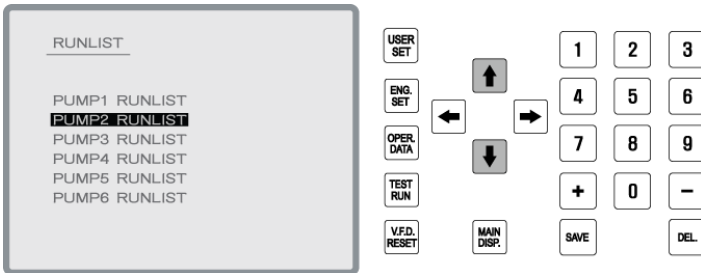 RUNLIST
PUMP1 RUNLIST
PUMP2 RUNLIST
PUMP3 RUNLIST
PUMP4 RUNLIST
PUMP5 RUNLIST
PUMP6 RUNLIST
USER
SET
ENG.
SET
OPER.
DATA
TEST
RUN
V.F.D.
RESET
MAIN
DISP.
1 2 3
4 5 6
7 8 9
+ 0 −
SAVE DEL.